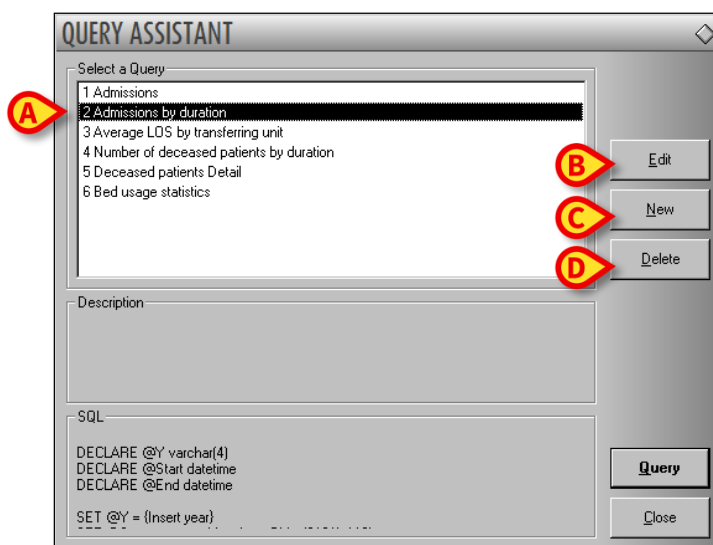 QUERY ASSISTANT
Select a Query
1 Admissions
A
2 Admissions by duration
3 Average LOS by transferring unit
4 Number of deceased patients by duration
5 Deceased patients Detail
6 Bed usage statistics
B
Edit
C
New
D
Delete
Description
SQL
DECLARE @Y varchar(4)
DECLARE @Start datetime
DECLARE @End datetime
SET @Y = {Insert year}
Query
Close